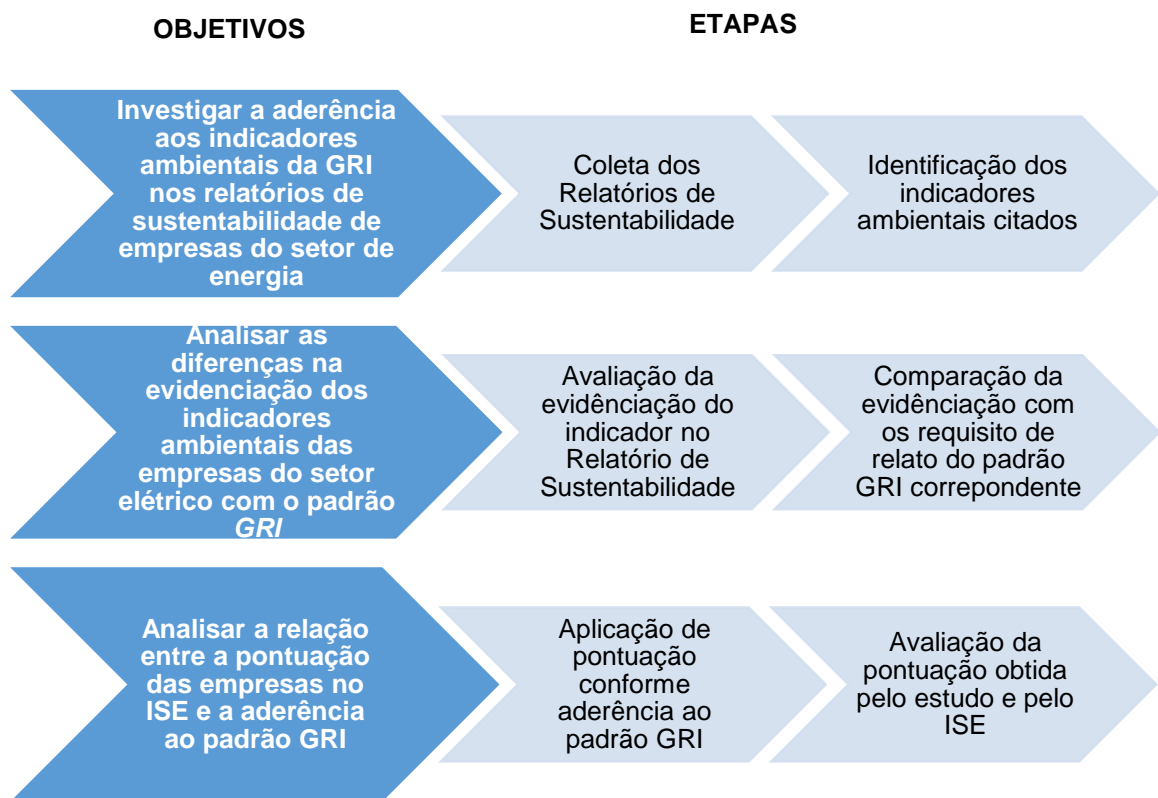 OBJETIVOS
ETAPAS
Investigar a aderência
aos indicadores
ambientais da GRI
nos relatórios de
sustentabilidade de
empresas do setor de
energia
Coleta dos
Relatórios de
Sustentabilidade
Identificação dos
indicadores
ambientais citados
Analisar as
diferenças na
evidenciação dos
indicadores
ambientais das
empresas do setor
elétrico com o padrão
GRI
Avaliação da
evidênciação do
indicador no
Relatório de
Sustentabilidade
Comparação da
evidênciação com
os requisito de
relato do padrão
GRI correpondente
Analisar a relação
entre a pontuação
das empresas no
ISE e a aderência
ao padrão GRI
Aplicação de
pontuação
conforme
aderência ao
padrão GRI
Avaliação da
pontuação obtida
pelo estudo e pelo
ISE